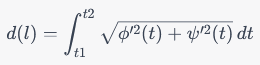 d(l) = ∫_{t1}^{t2} √(ϕ′2(t) + ψ′2(t)) dt